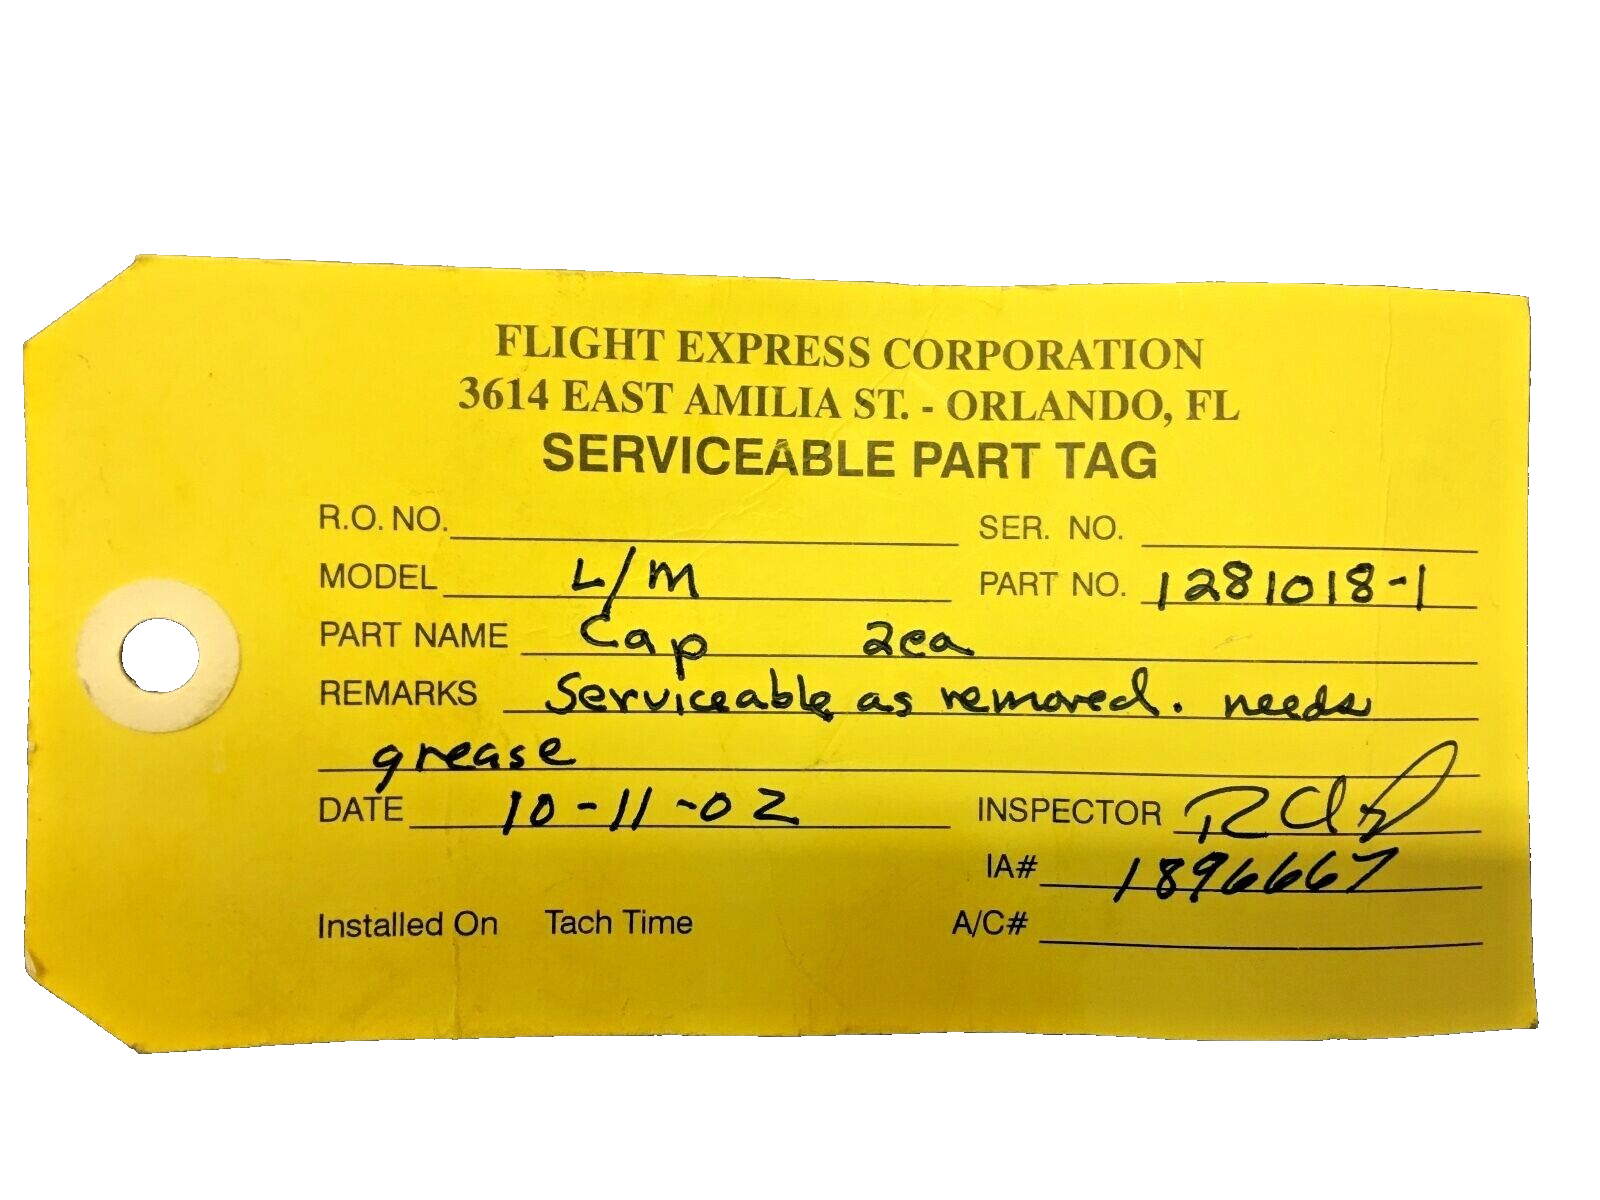 FLIGHT EXPRESS CORPORATION
3614 EAST AMILIA ST. - ORLANDO, FL
SERVICEABLE PART TAG
R.O. NO. SER. NO.
MODEL L/M PART NO. 1281018-1
PART NAME Cap 2ea
REMARKS Serviceable as removed. needs
grease
DATE 10-11-02 INSPECTOR
IA# 1896667
Installed On Tach Time A/C#